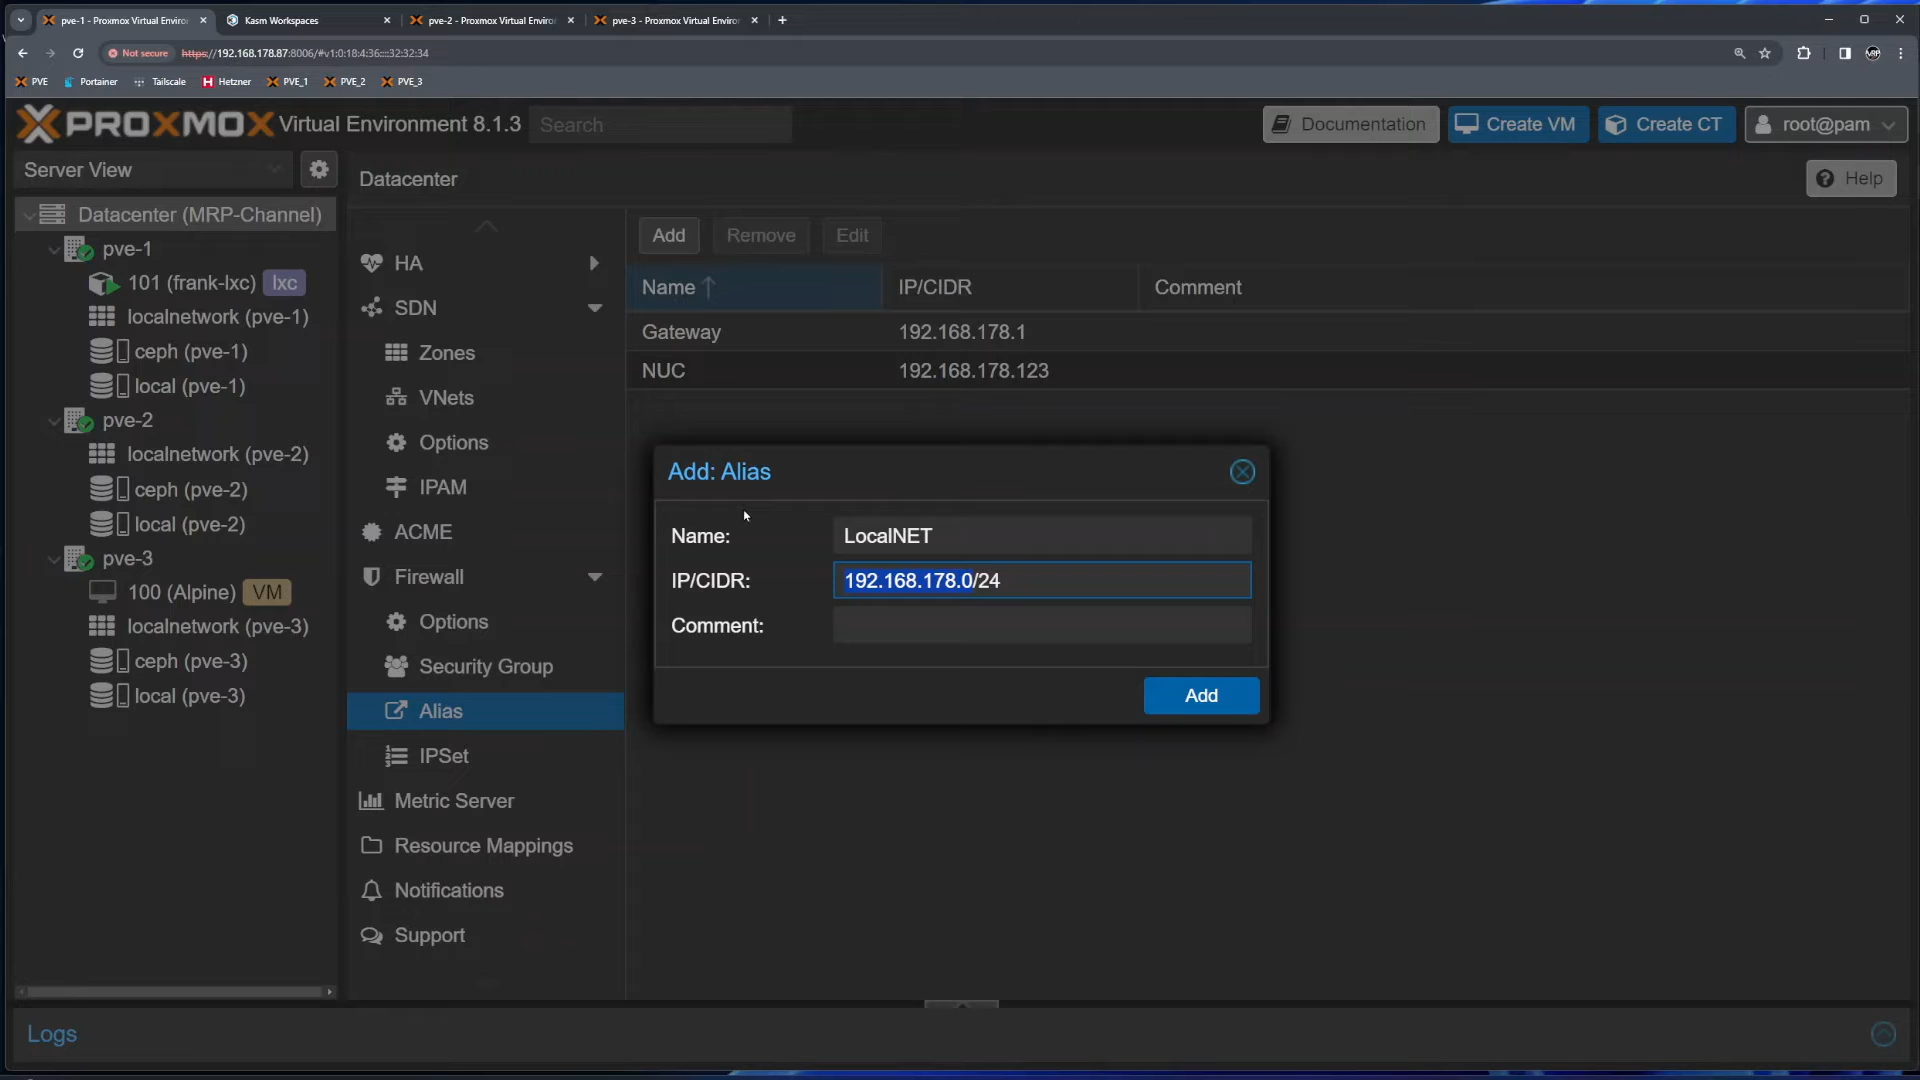 pve-1 - Proxmox Virtual Enviror
Kasm Workspaces
pve-2 - Proxmox Virtual Enviror
pve-3 - Proxmox Virtual Enviror
Not secure https://192.168.178.87:8006/#v1:0:18:4:36::::32:32:34
PVE
Portainer
Tailscale
Hetzner
PVE_1
PVE_2
PVE_3
PROXMOX Virtual Environment 8.1.3
Search
Documentation
Create VM
Create CT
root@pam
Server View
Datacenter
Help
Datacenter (MRP-Channel)
pve-1
101 (frank-lxc) lxc
localnetwork (pve-1)
ceph (pve-1)
local (pve-1)
pve-2
localnetwork (pve-2)
ceph (pve-2)
local (pve-2)
pve-3
100 (Alpine) VM
localnetwork (pve-3)
ceph (pve-3)
local (pve-3)
HA
SDN
Zones
VNets
Options
IPAM
ACME
Firewall
Options
Security Group
Alias
IPSet
Metric Server
Resource Mappings
Notifications
Support
Add
Remove
Edit
Name
IP/CIDR
Comment
Gateway 192.168.178.1
NUC 192.168.178.123
Add: Alias
Name: LocalNET
IP/CIDR: 192.168.178.0/24
Comment:
Add
Logs